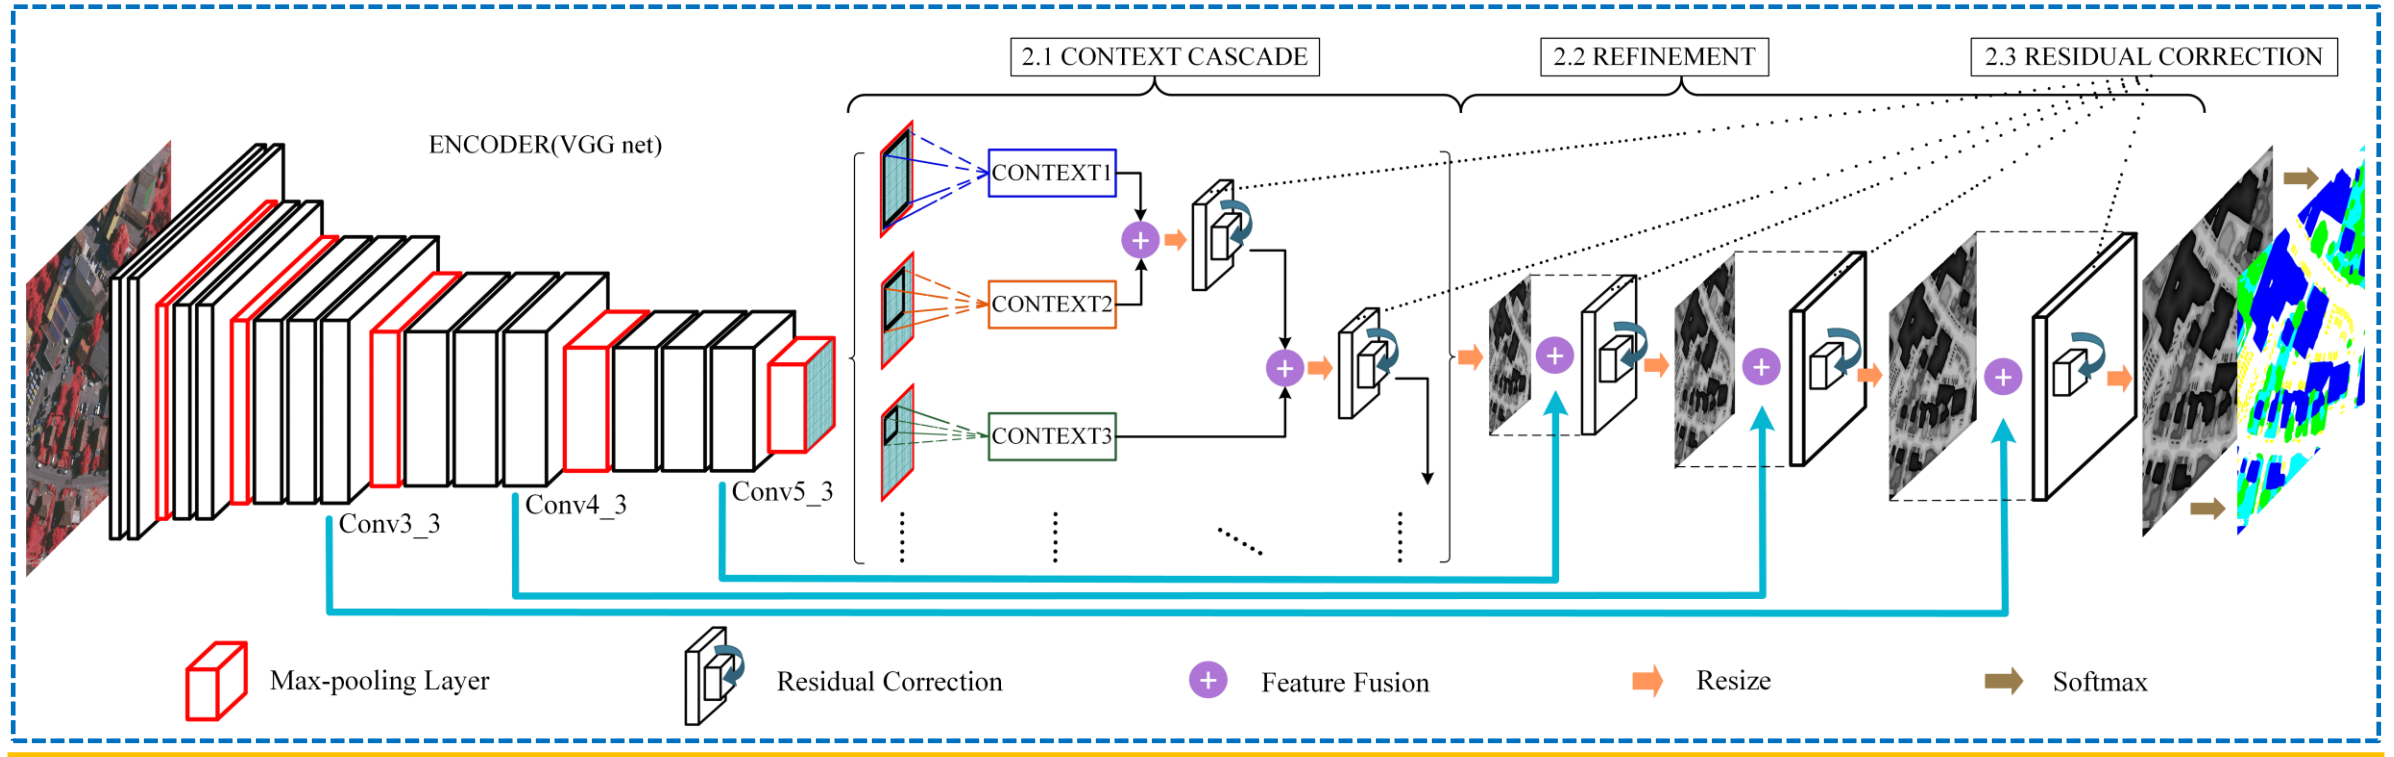 2.1 CONTEXT CASCADE
2.2 REFINEMENT
2.3 RESIDUAL CORRECTION
ENCODER(VGG net)
CONTEXT1
CONTEXT2
CONTEXT3
Conv5_3
Conv4_3
Conv3_3
Max-pooling Layer
Residual Correction
Feature Fusion
Resize
Softmax